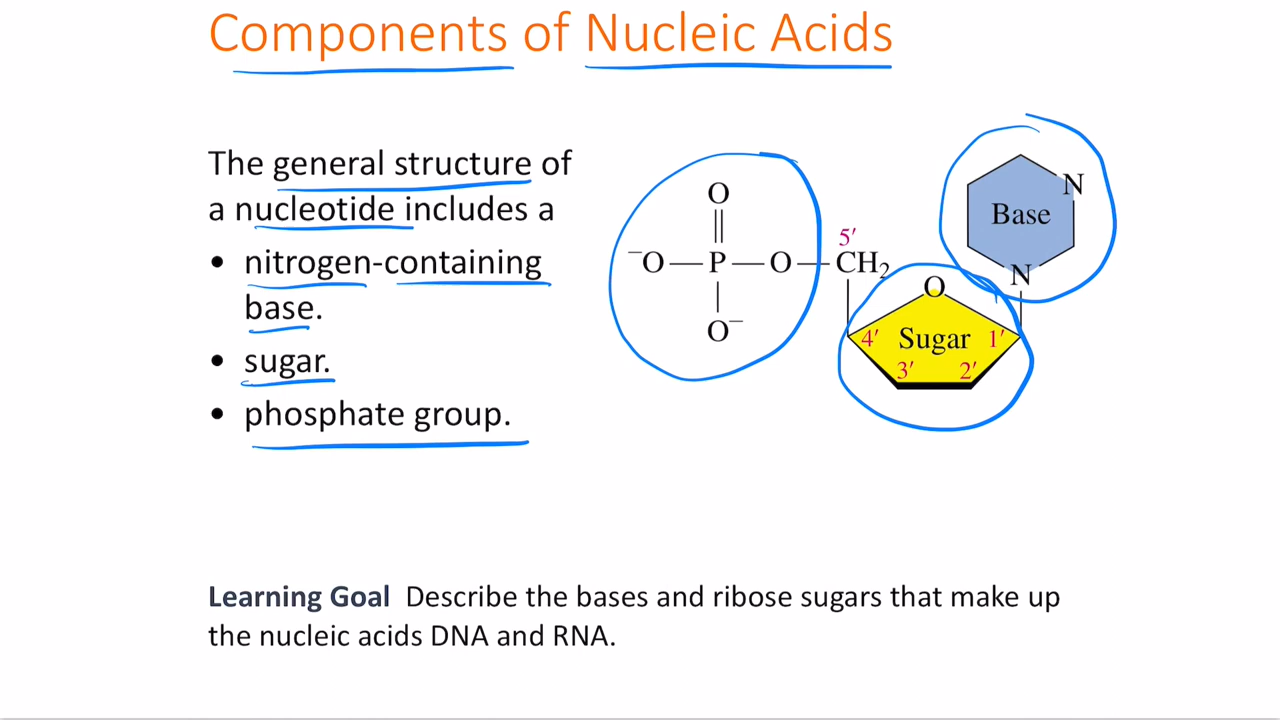 Components of Nucleic Acids
The general structure of
a nucleotide includes a
• nitrogen-containing
base.
• sugar.
• phosphate group.
O
⁻O—P—O—CH₂
O⁻
5′
Base
N
N
O
4′ Sugar 1′
3′ 2′
Learning Goal Describe the bases and ribose sugars that make up
the nucleic acids DNA and RNA.